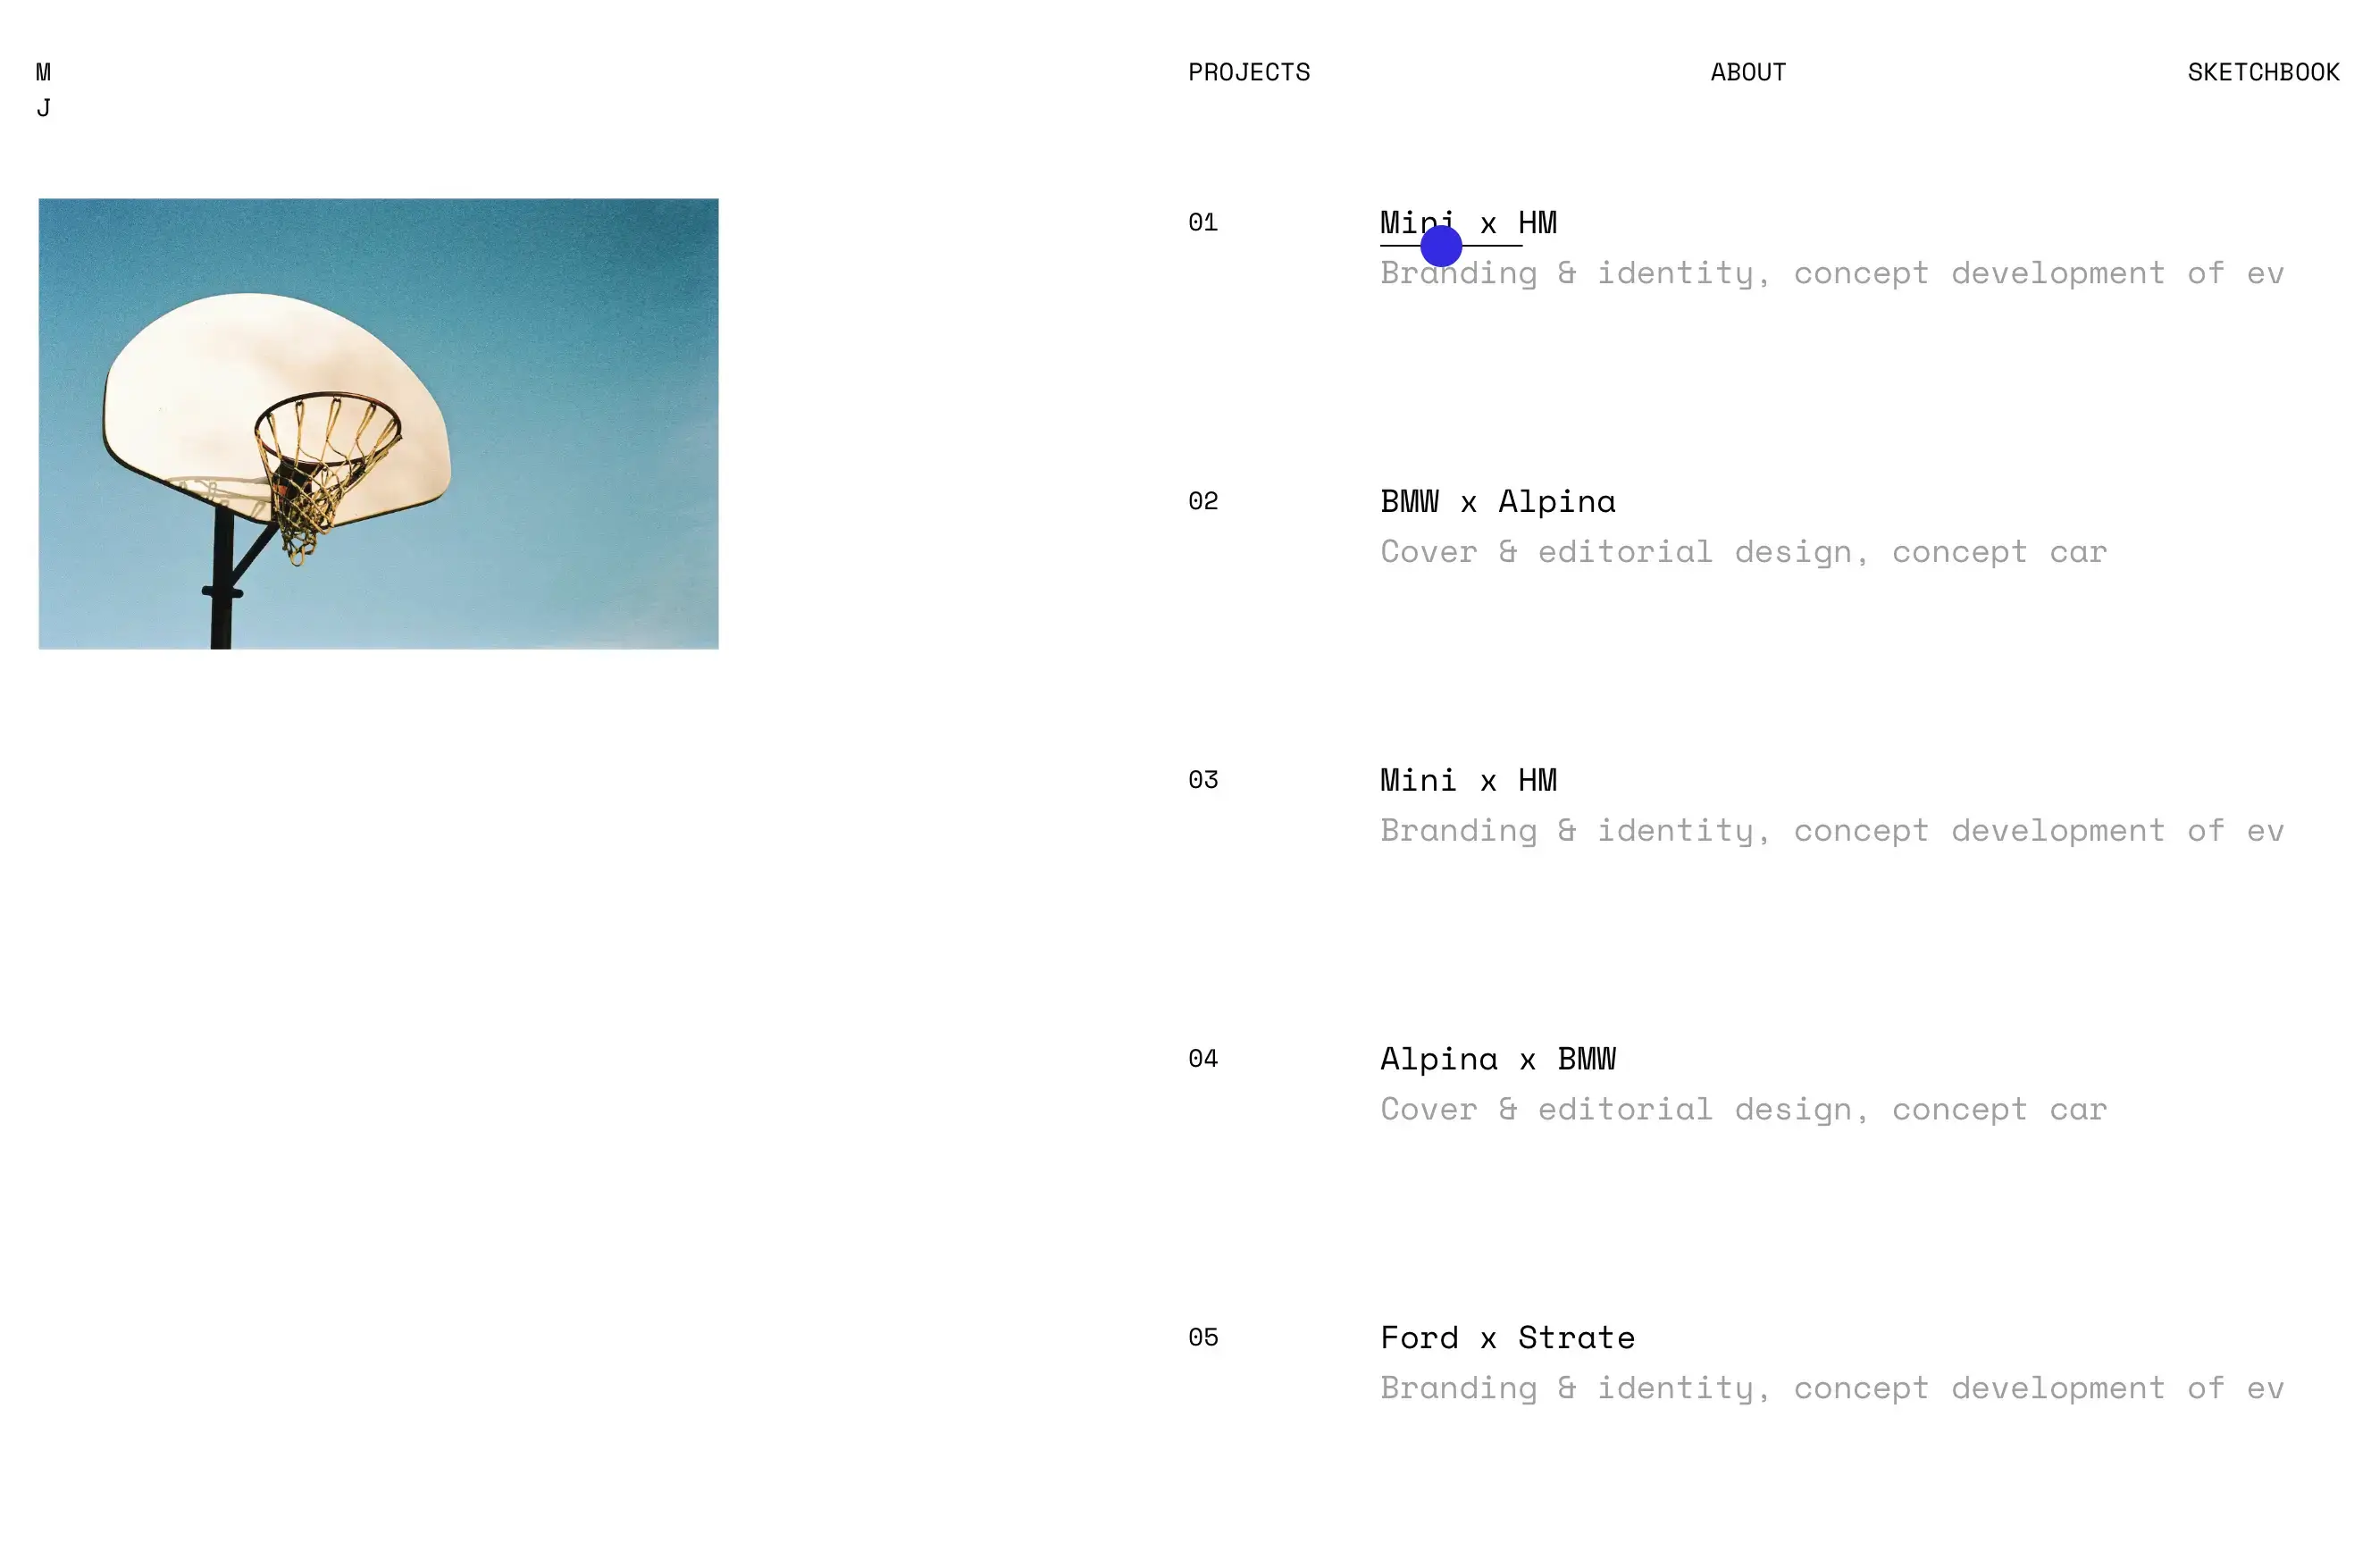 M
J
PROJECTS
ABOUT
SKETCHBOOK
01
Mini x HM
Branding & identity, concept development of ev
02
BMW x Alpina
Cover & editorial design, concept car
03
Mini x HM
Branding & identity, concept development of ev
04
Alpina x BMW
Cover & editorial design, concept car
05
Ford x Strate
Branding & identity, concept development of ev